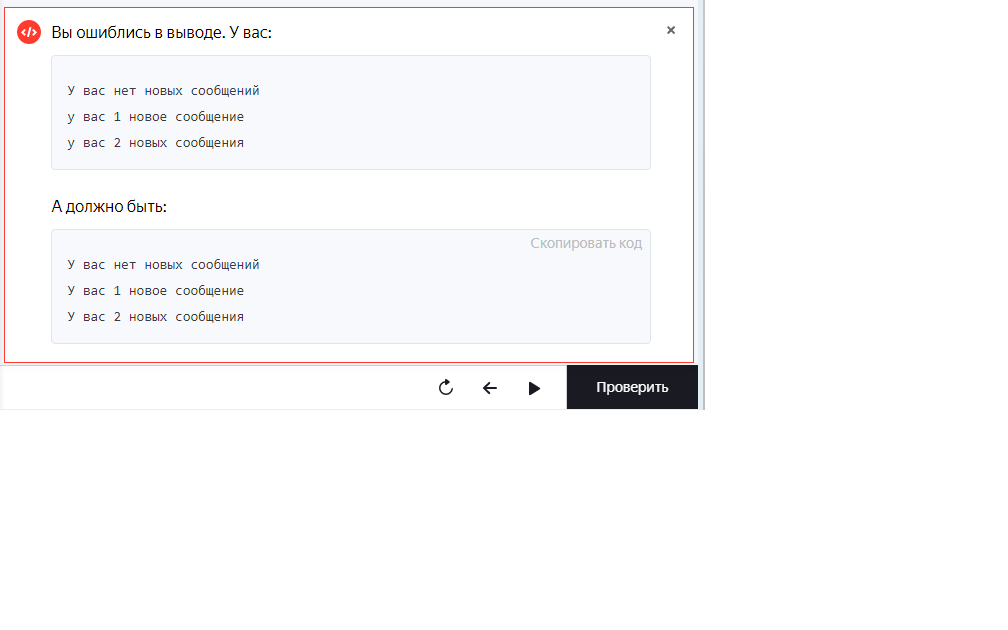 Вы ошиблись в выводе. У вас:
У вас нет новых сообщений
у вас 1 новое сообщение
у вас 2 новых сообщения
А должно быть:
Скопировать код
У вас нет новых сообщений
У вас 1 новое сообщение
У вас 2 новых сообщения
Проверить